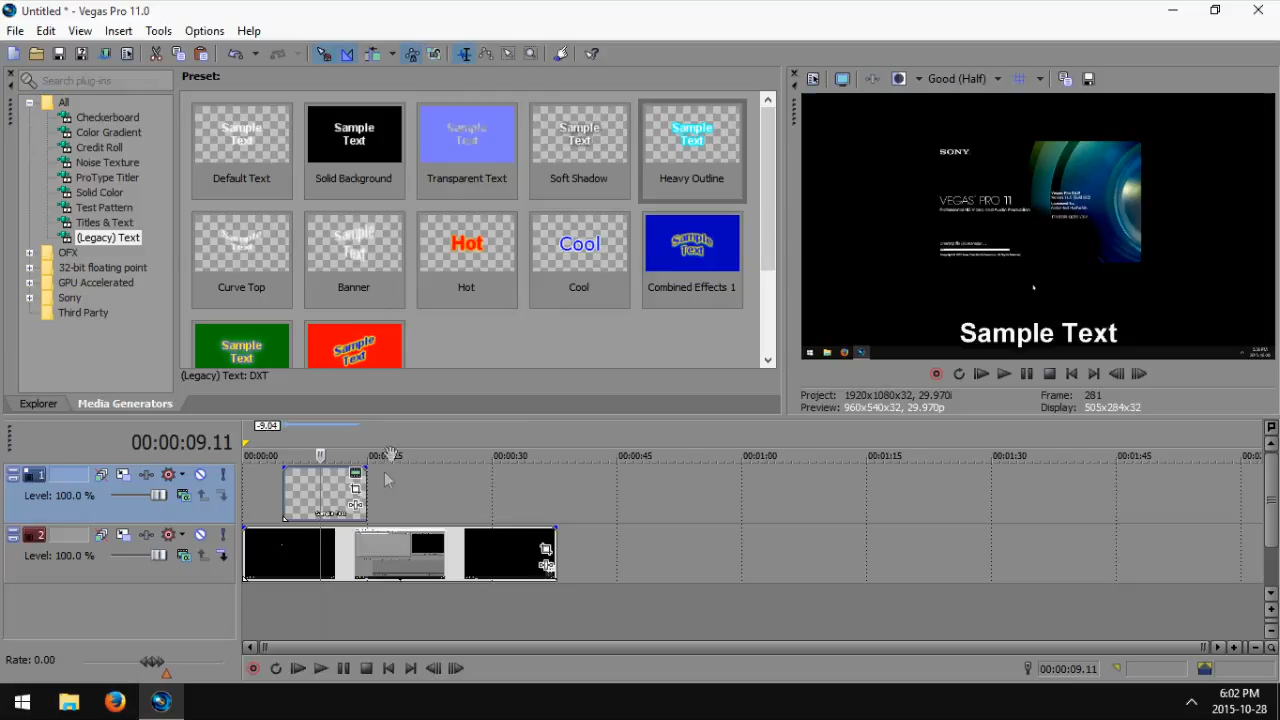 Untitled * - Vegas Pro 11.0
File Edit View Insert Tools Options Help
Search plug-ins
All
Checkerboard
Color Gradient
Credit Roll
Noise Texture
ProType Titler
Solid Color
Test Pattern
Titles & Text
(Legacy) Text
OFX
32-bit floating point
GPU Accelerated
Sony
Third Party
Preset:
Sample Text
Sample Text
Sample Text
Sample Text
Sample Text
Default Text
Solid Background
Transparent Text
Soft Shadow
Heavy Outline
Sample Text
Hot
Cool
Sample Text
Curve Top
Banner
Hot
Cool
Combined Effects 1
Sample Text
Sample Text
(Legacy) Text: DXT
Explorer
Media Generators
Good (Half)
SONY
VEGAS PRO 11
Sample Text
Project: 1920x1080x32, 29.970i
Preview: 960x540x32, 29.970p
Frame: 281
Display: 505x284x32
00:00:09.11
-9.04
00:00:00
00:00:30
00:00:45
00:01:00
00:01:15
00:01:30
00:01:45
1
Level: 100.0 %
2
Level: 100.0 %
Rate: 0.00
00:00:09.11
6:02 PM
2015-10-28